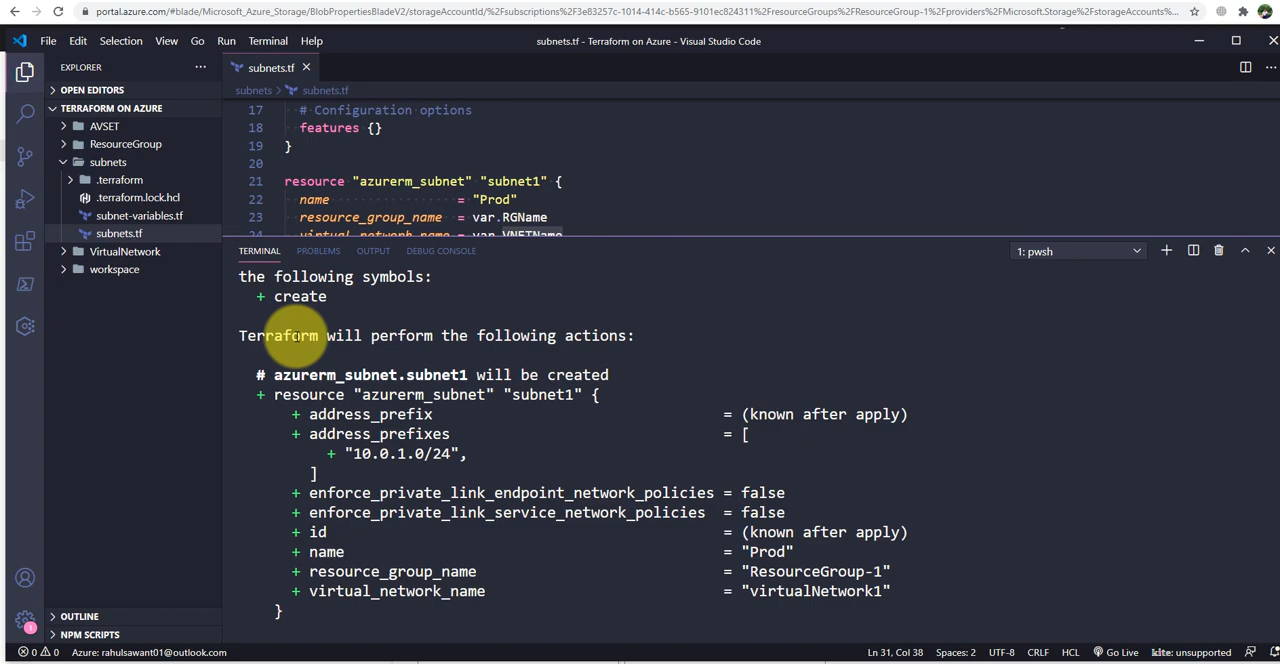 portal.azure.com/#blade/Microsoft_Azure_Storage/BlobPropertiesBladeV2/storageAccountId/%2Fsubscriptions%2F3e83257c-1014-414c-b565-9101ec824311%2FresourceGroups%2FResourceGroup-1%2Fproviders%2FMicrosoft.Storage%2FstorageAccounts%...
File Edit Selection View Go Run Terminal Help
subnets.tf - Terraform on Azure - Visual Studio Code
EXPLORER
OPEN EDITORS
TERRAFORM ON AZURE
AVSET
ResourceGroup
subnets
.terraform
.terraform.lock.hcl
subnet-variables.tf
subnets.tf
VirtualNetwork
workspace
OUTLINE
NPM SCRIPTS
1
subnets.tf
subnets > subnets.tf
17 # Configuration options
18 features {}
19 }
20
21 resource "azurerm_subnet" "subnet1" {
22 name = "Prod"
23 resource_group_name = var.RGName
24 virtual_network_name = var.VNETName
TERMINAL PROBLEMS OUTPUT DEBUG CONSOLE 1: pwsh
the following symbols:
+ create
Terraform will perform the following actions:
# azurerm_subnet.subnet1 will be created
+ resource "azurerm_subnet" "subnet1" {
+ address_prefix = (known after apply)
+ address_prefixes = [
+ "10.0.1.0/24",
]
+ enforce_private_link_endpoint_network_policies = false
+ enforce_private_link_service_network_policies = false
+ id = (known after apply)
+ name = "Prod"
+ resource_group_name = "ResourceGroup-1"
+ virtual_network_name = "virtualNetwork1"
}
0 0 Azure: rahulsawant01@outlook.com Ln 31, Col 38 Spaces: 2 UTF-8 CRLF HCL Go Live kite: unsupported